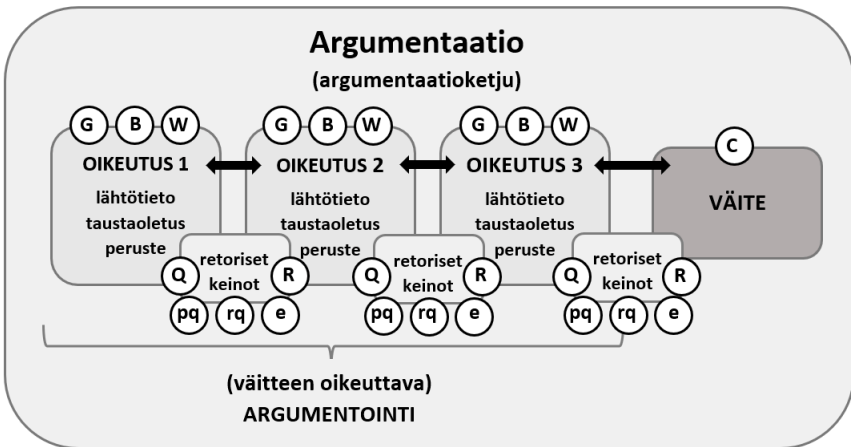 Argumentaatio
(argumentaatioketju)
G B W G B W G B W C
OIKEUTUS 1 OIKEUTUS 2 OIKEUTUS 3 VÄITE
lähtötieto lähtötieto lähtötieto
taustaoletus taustaoletus taustaoletus
peruste peruste peruste
retoriset retoriset retoriset
Q keinot R Q keinot R Q keinot R
pq rq e pq rq e pq rq e
(väitteen oikeuttava)
ARGUMENTOINTI